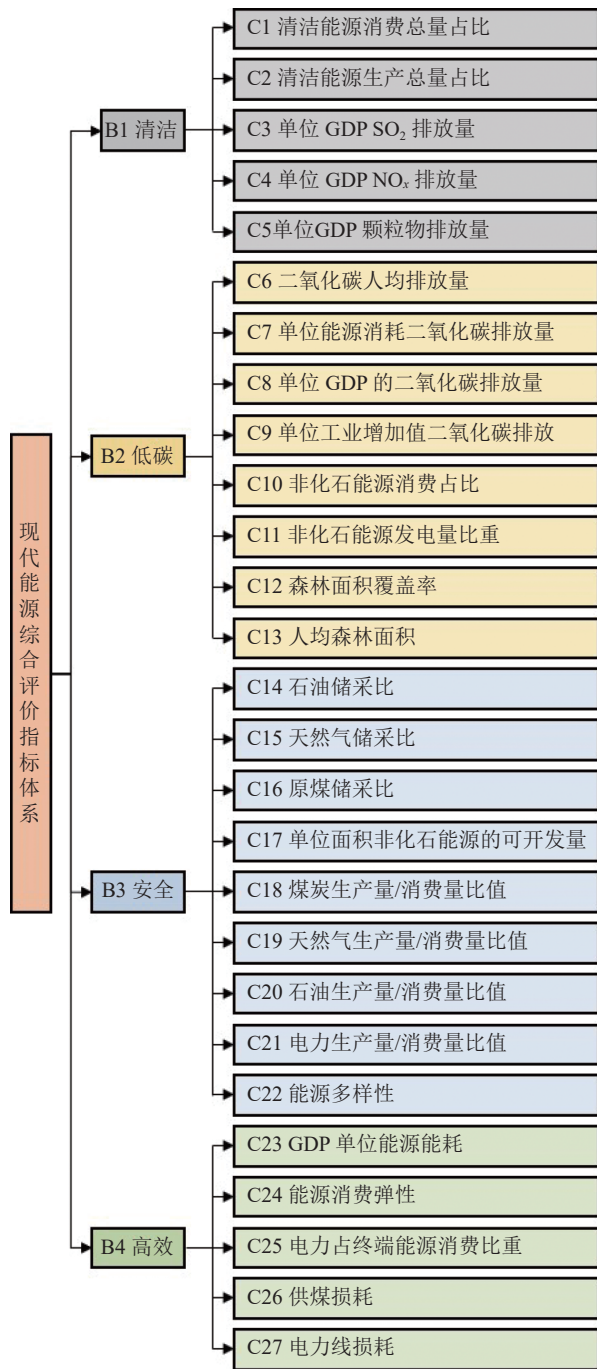 现代能源综合评价指标体系
B1 清洁
C1 清洁能源消费总量占比
C2 清洁能源生产总量占比
C3 单位 GDP SO₂ 排放量
C4 单位 GDP NOₓ 排放量
C5单位GDP 颗粒物排放量
B2 低碳
C6 二氧化碳人均排放量
C7 单位能源消耗二氧化碳排放量
C8 单位 GDP 的二氧化碳排放量
C9 单位工业增加值二氧化碳排放
C10 非化石能源消费占比
C11 非化石能源发电量比重
C12 森林面积覆盖率
C13 人均森林面积
B3 安全
C14 石油储采比
C15 天然气储采比
C16 原煤储采比
C17 单位面积非化石能源的可开发量
C18 煤炭生产量/消费量比值
C19 天然气生产量/消费量比值
C20 石油生产量/消费量比值
C21 电力生产量/消费量比值
C22 能源多样性
B4 高效
C23 GDP 单位能源能耗
C24 能源消费弹性
C25 电力占终端能源消费比重
C26 供煤损耗
C27 电力线损耗